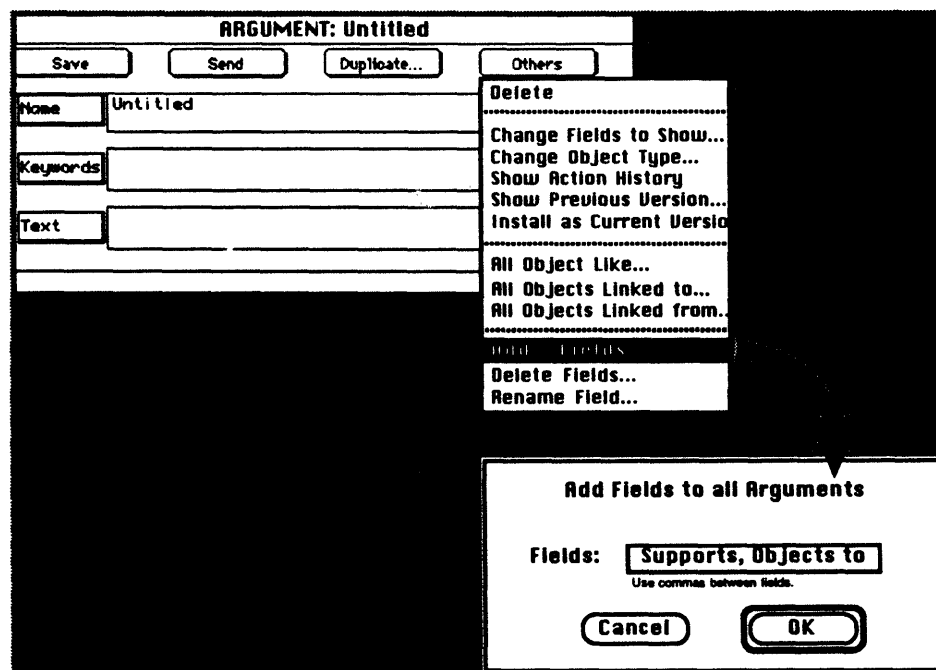 ARGUMENT: Untitled
Save Send Duplicate... Others
Name Untitled
Keywords
Text
Delete
Change Fields to Show...
Change Object Type...
Show Action History
Show Previous Version...
Install as Current Versio
All Object Like...
All Objects Linked to...
All Objects Linked from..
Add Fields
Delete Fields...
Rename Field...
Add Fields to all Arguments
Fields: Supports, Objects to
Use commas between fields.
Cancel OK